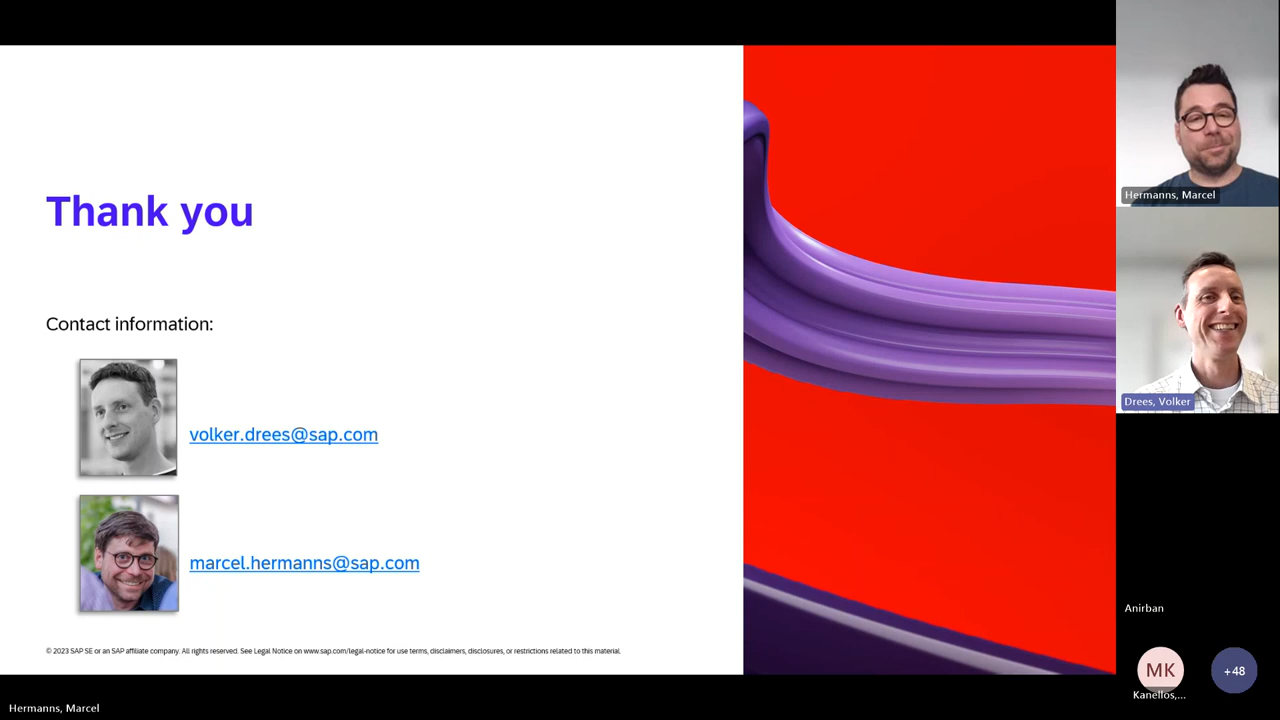 Thank you
Contact information:
volker.drees@sap.com
marcel.hermanns@sap.com
© 2023 SAP SE or an SAP affiliate company. All rights reserved. See Legal Notice on www.sap.com/legal-notice for use terms, disclaimers, disclosures, or restrictions related to this material.
Hermanns, Marcel
Hermanns, Marcel
Drees, Volker
Anirban
MK
+48
Kanellos,...